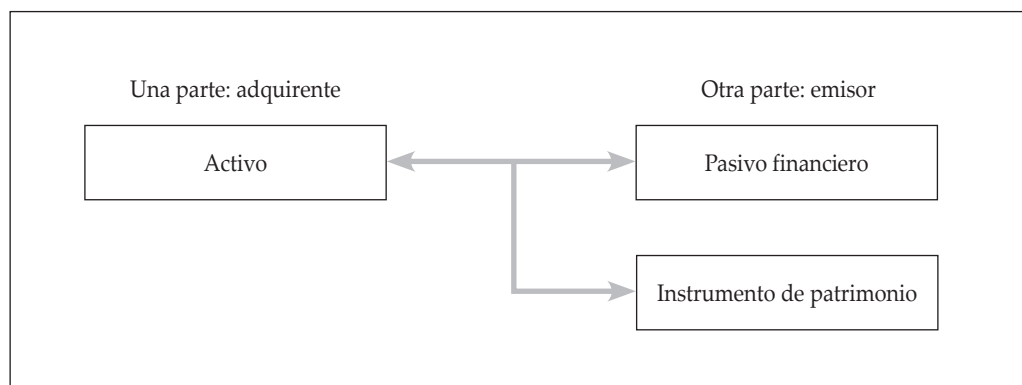 Una parte: adquirente
Otra parte: emisor
Activo
Pasivo financiero
Instrumento de patrimonio